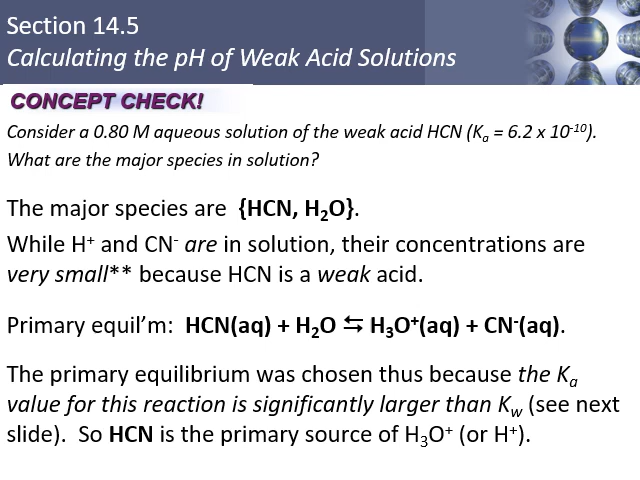 Section 14.5
Calculating the pH of Weak Acid Solutions
CONCEPT CHECK!
Consider a 0.80 M aqueous solution of the weak acid HCN (Kₐ = 6.2 x 10⁻¹⁰).
What are the major species in solution?
The major species are {HCN, H₂O}.
While H⁺ and CN⁻ are in solution, their concentrations are
very small** because HCN is a weak acid.
Primary equil’m: HCN(aq) + H₂O ⇆ H₃O⁺(aq) + CN⁻(aq).
The primary equilibrium was chosen thus because the Kₐ
value for this reaction is significantly larger than K_w (see next
slide). So HCN is the primary source of H₃O⁺ (or H⁺).